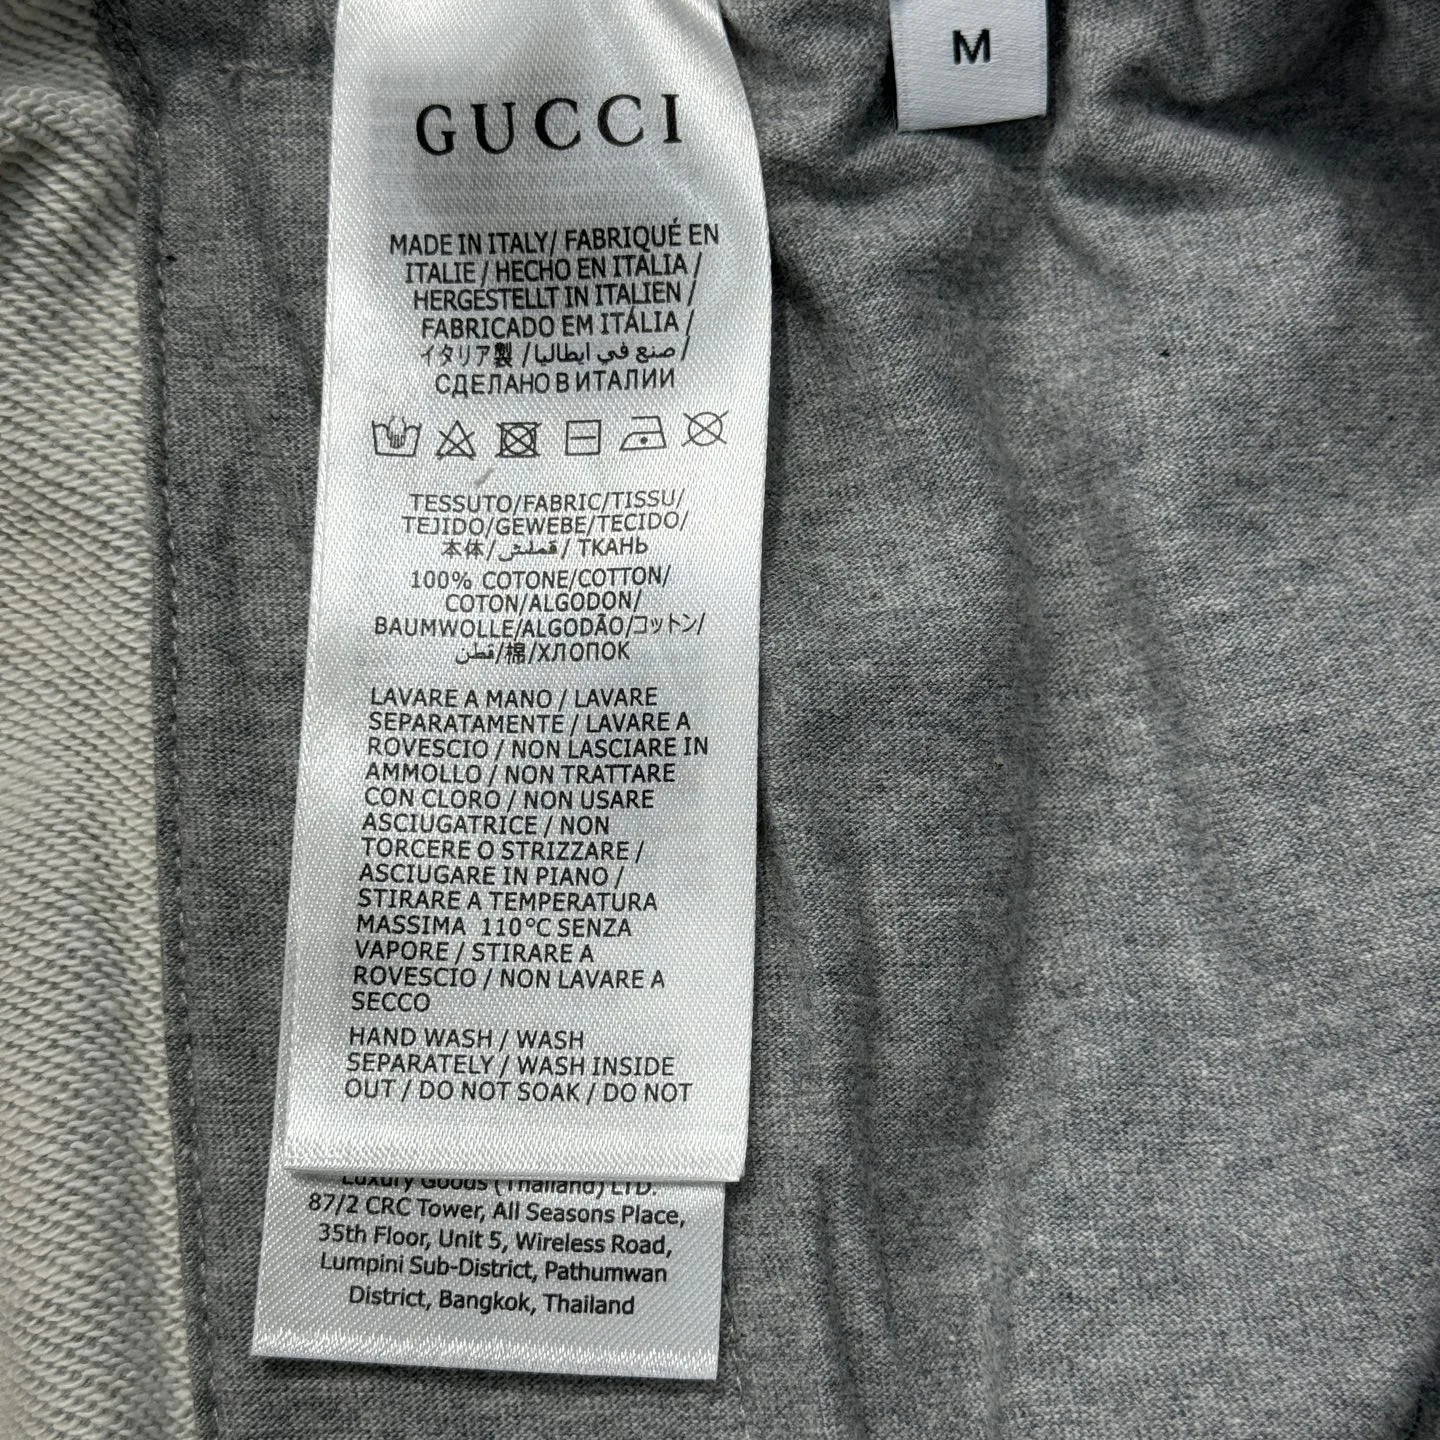 GUCCI
M
MADE IN ITALY/ FABRIQUÉ EN
ITALIE / HECHO EN ITALIA /
HERGESTELLT IN ITALIEN /
FABRICADO EM ITÁLIA /
イタリア製 /صنع في ايطاليا /
СДЕЛАНО В ИТАЛИИ
TESSUTO/FABRIC/TISSU/
TEJIDO/GEWEBE/TECIDO/
本体/قملش/ ТКАНЬ
100% COTONE/COTTON/
COTON/ALGODON/
BAUMWOLLE/ALGODÃO/コットン/
قطن/棉/ХЛОПОК
LAVARE A MANO / LAVARE
SEPARATAMENTE / LAVARE A
ROVESCIO / NON LASCIARE IN
AMMOLLO / NON TRATTARE
CON CLORO / NON USARE
ASCIUGATRICE / NON
TORCERE O STRIZZARE /
ASCIUGARE IN PIANO /
STIRARE A TEMPERATURA
MASSIMA 110°C SENZA
VAPORE / STIRARE A
ROVESCIO / NON LAVARE A
SECCO
HAND WASH / WASH
SEPARATELY / WASH INSIDE
OUT / DO NOT SOAK / DO NOT
Luxury Goods (Thailand) LTD.
87/2 CRC Tower, All Seasons Place,
35th Floor, Unit 5, Wireless Road,
Lumpini Sub-District, Pathumwan
District, Bangkok, Thailand